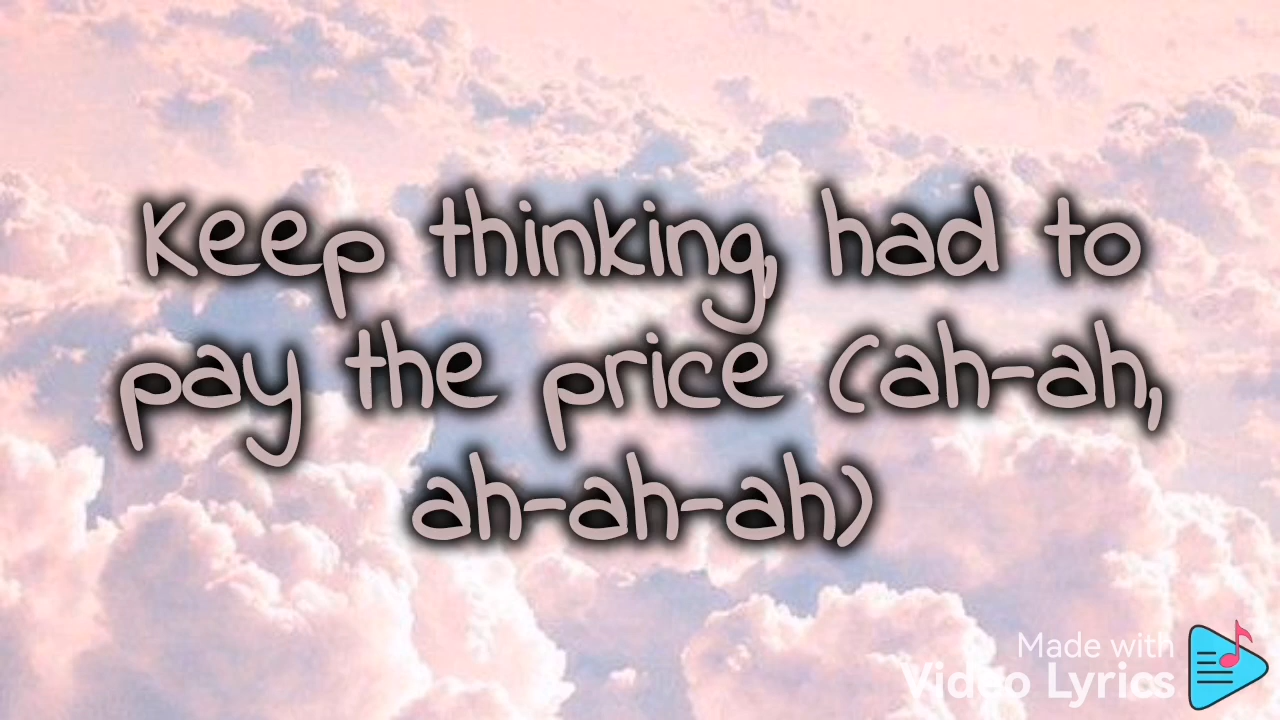 Keep thinking, had to
pay the price (ah-ah,
ah-ah-ah)
Made with
Video Lyrics